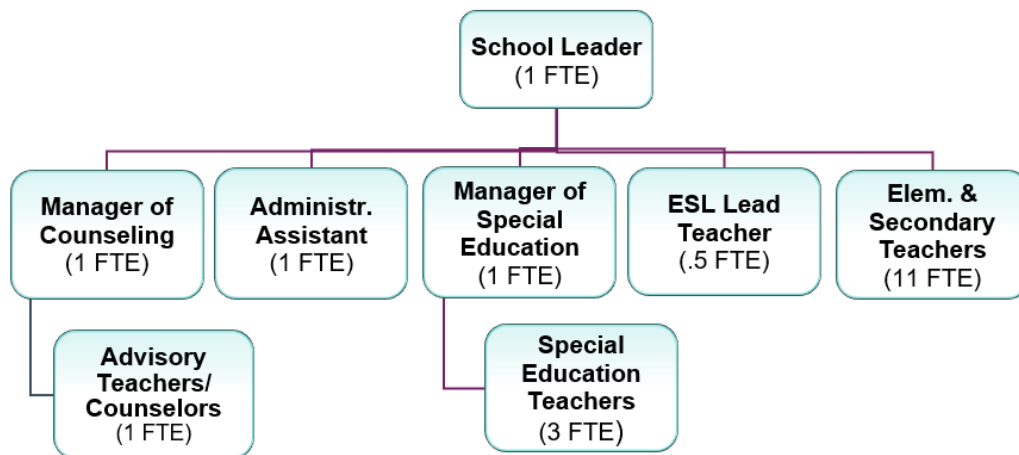 School Leader
(1 FTE)
Manager of
Counseling
(1 FTE)
Administr.
Assistant
(1 FTE)
Manager of
Special
Education
(1 FTE)
ESL Lead
Teacher
(.5 FTE)
Elem. &
Secondary
Teachers
(11 FTE)
Advisory
Teachers/
Counselors
(1 FTE)
Special
Education
Teachers
(3 FTE)